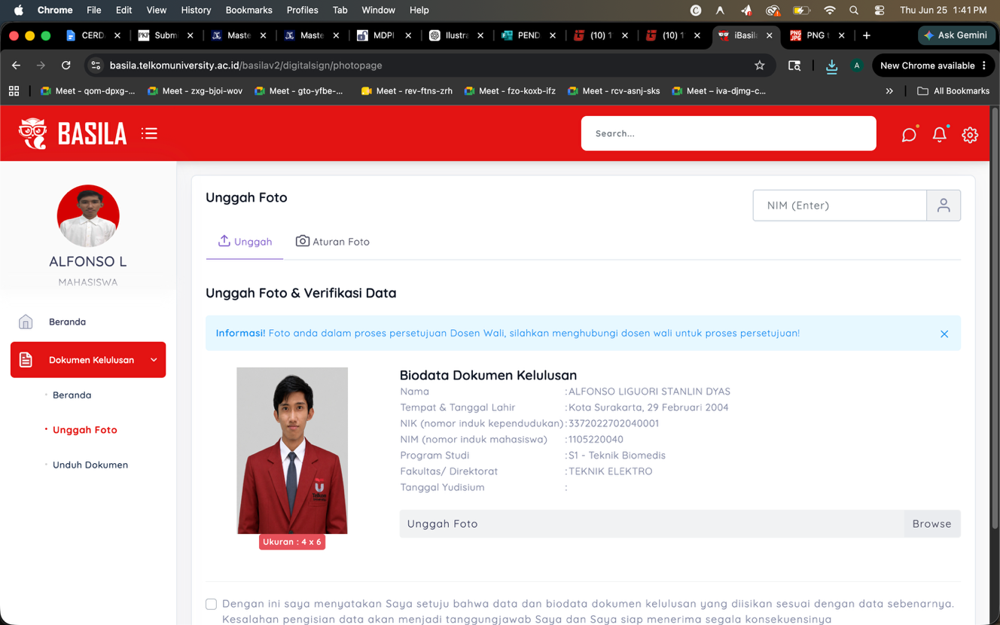 Chrome File Edit View History Bookmarks Profiles Tab Window Help Thu Jun 25 1:41 PM
CERD. PKF Subm Maste Maste MDPI Ilustra PEND (10) 1 (10) 1 iBasila PNG JPG PNG t Ask Gemini
basila.telkomuniversity.ac.id/basilav2/digitalsign/photopage A New Chrome available
Meet - qom-dpxg-... Meet - zxg-bjoi-wov Meet - gto-yfbe-... Meet - rev-ftns-zrh Meet - fzo-koxb-ifz Meet - rcv-asnj-sks Meet – iva-djmg-c... All Bookmarks
BASILA Search...
ALFONSO L
MAHASISWA
Beranda
Dokumen Kelulusan
Beranda
Unggah Foto
Unduh Dokumen
Unggah Foto NIM (Enter)
Unggah Aturan Foto
Unggah Foto & Verifikasi Data
Informasi! Foto anda dalam proses persetujuan Dosen Wali, silahkan menghubungi dosen wali untuk proses persetujuan!
Ukuran : 4 x 6
Biodata Dokumen Kelulusan
Nama : ALFONSO LIGUORI STANLIN DYAS
Tempat & Tanggal Lahir : Kota Surakarta, 29 Februari 2004
NIK (nomor induk kependudukan) : 3372022702040001
NIM (nomor induk mahasiswa) : 1105220040
Program Studi : S1 - Teknik Biomedis
Fakultas/ Direktorat : TEKNIK ELEKTRO
Tanggal Yudisium :
Unggah Foto Browse
Dengan ini saya menyatakan Saya setuju bahwa data dan biodata dokumen kelulusan yang diisikan sesuai dengan data sebenarnya.
Kesalahan pengisian data akan menjadi tanggungjawab Saya dan Saya siap menerima segala konsekuensinya